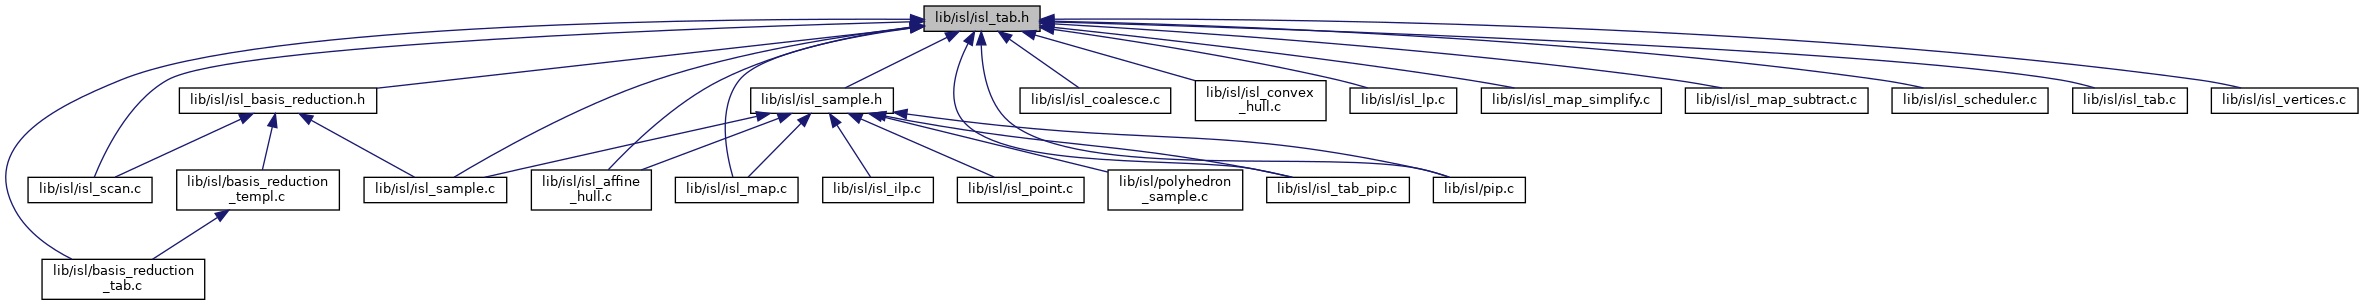 lib/isl/isl_tab.h
lib/isl/isl_basis_reduction.h
lib/isl/isl_sample.h
lib/isl/isl_coalesce.c
lib/isl/isl_convex
_hull.c
lib/isl/isl_lp.c
lib/isl/isl_map_simplify.c
lib/isl/isl_map_subtract.c
lib/isl/isl_scheduler.c
lib/isl/isl_tab.c
lib/isl/isl_vertices.c
lib/isl/isl_scan.c
lib/isl/basis_reduction
_templ.c
lib/isl/isl_sample.c
lib/isl/isl_affine
_hull.c
lib/isl/isl_map.c
lib/isl/isl_ilp.c
lib/isl/isl_point.c
lib/isl/polyhedron
_sample.c
lib/isl/isl_tab_pip.c
lib/isl/pip.c
lib/isl/basis_reduction
_tab.c